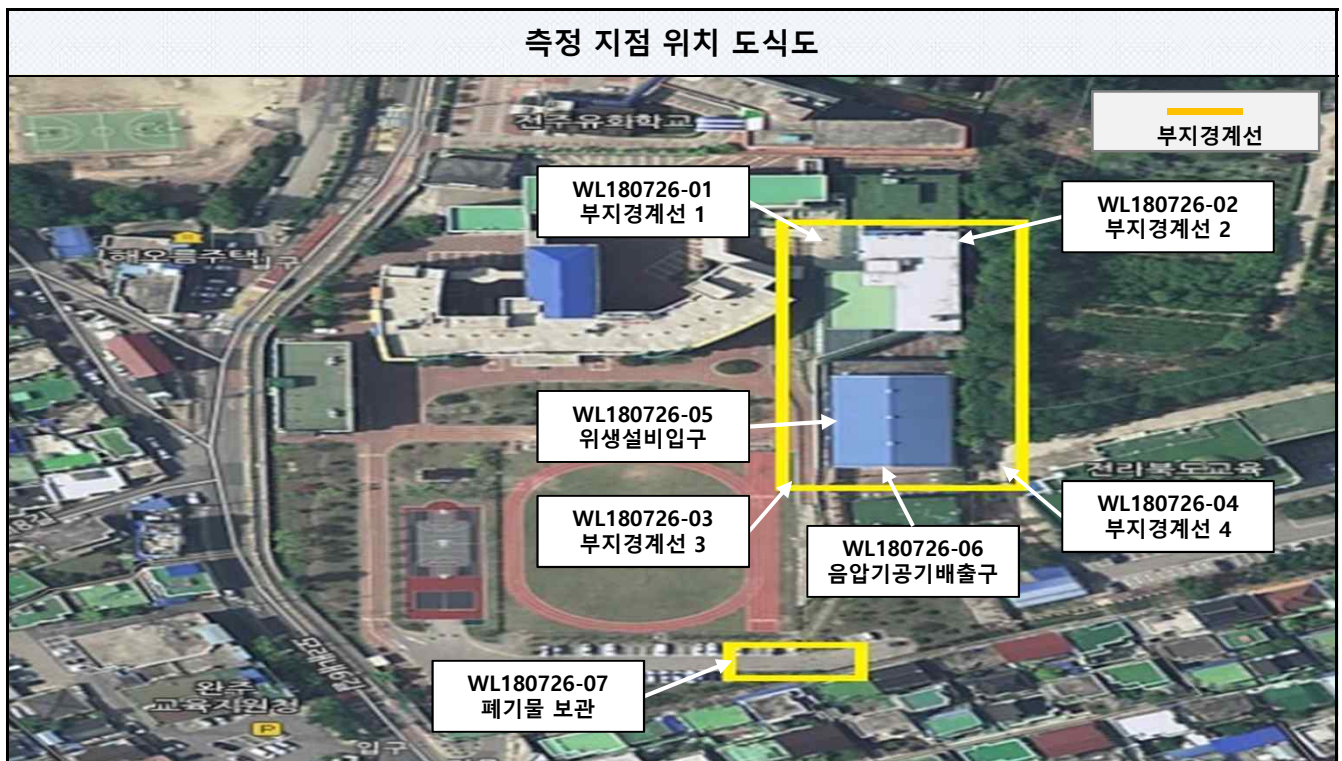 측정 지점 위치 도식도
부지경계선
전주유화학교
WL180726-01
부지경계선 1
WL180726-02
부지경계선 2
해오름주택
입구
WL180726-05
위생설비입구
WL180726-03
부지경계선 3
전라북도교육
WL180726-04
부지경계선 4
WL180726-06
음압기공기배출구
WL180726-07
폐기물 보관
완주
교육지원청
P
입구